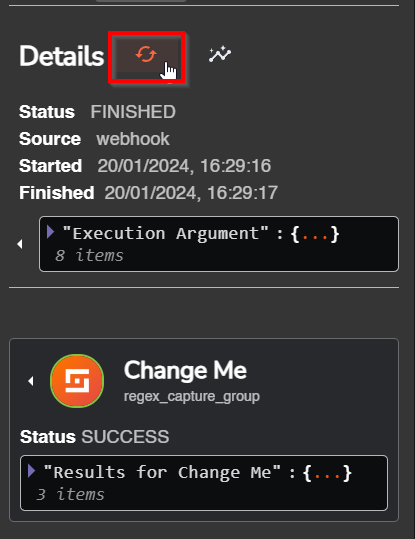 Details
Status FINISHED
Source webhook
Started 20/01/2024, 16:29:16
Finished 20/01/2024, 16:29:17
"Execution Argument" : {...}
8 items
Change Me
regex_capture_group
Status SUCCESS
"Results for Change Me" : {...}
3 items